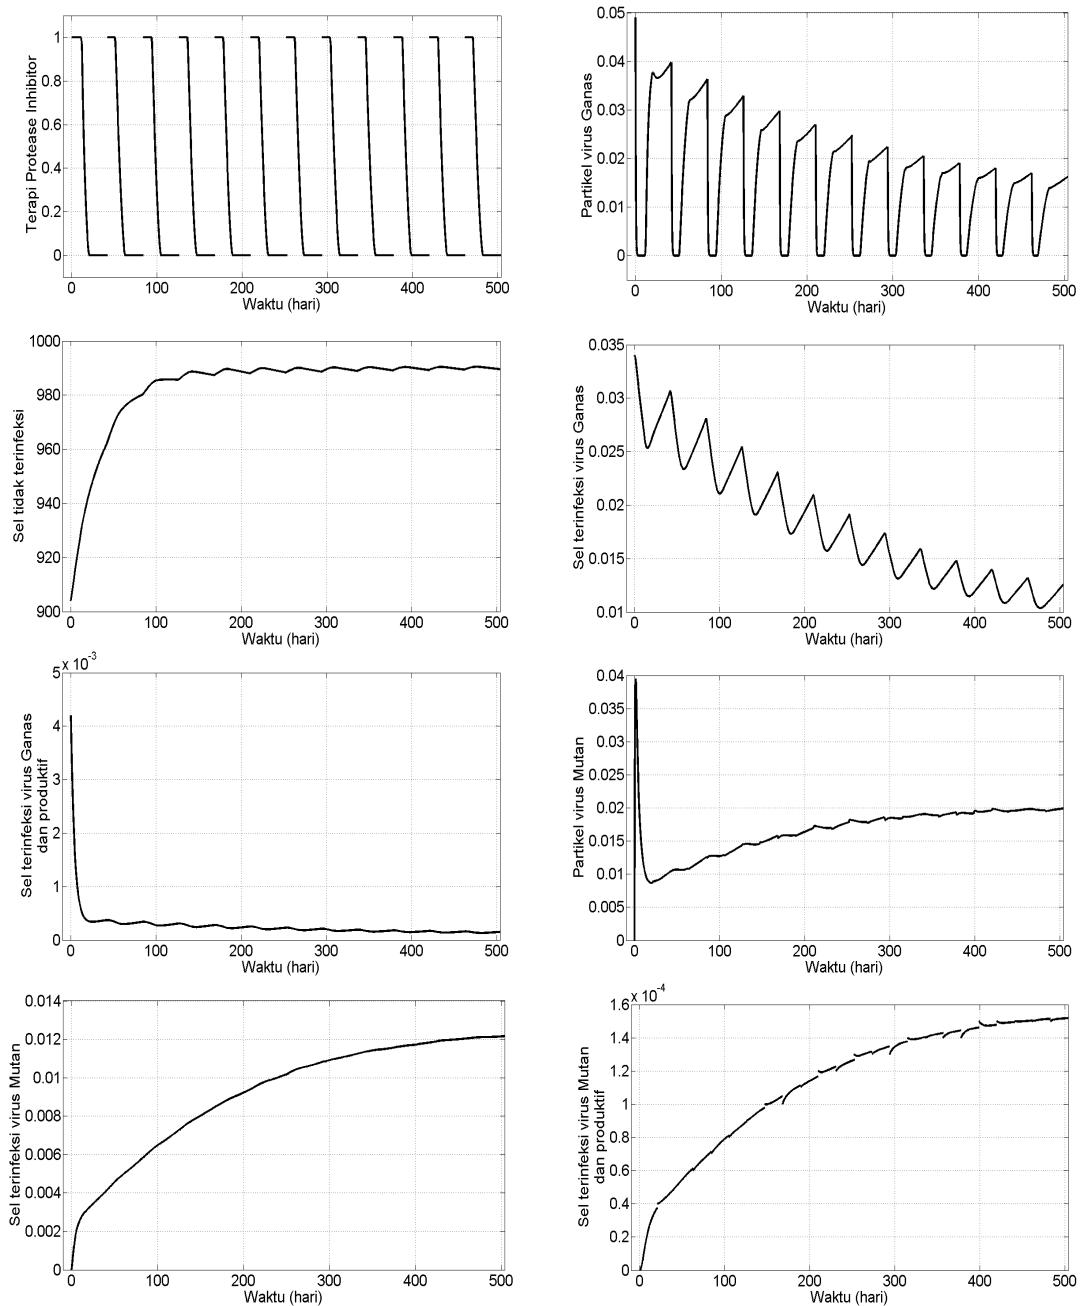 Terapi Protease Inhibitor
1
0.8
0.6
0.4
0.2
0
0 100 200 300 400 500
Waktu (hari)
Partikel virus Ganas
0.05
0.04
0.03
0.02
0.01
0
0 100 200 300 400 500
Waktu (hari)
Sel tidak terinfeksi
1000
980
960
940
920
900
0 100 200 300 400 500
Waktu (hari)
Sel terinfeksi virus Ganas
0.035
0.03
0.025
0.02
0.015
0.01
0 100 200 300 400 500
Waktu (hari)
Sel terinfeksi virus Ganas
dan produktif
x 10-3
5
4
3
2
1
0
0 100 200 300 400 500
Waktu (hari)
Partikel virus Mutan
0.04
0.035
0.03
0.025
0.02
0.015
0.01
0.005
0
0 100 200 300 400 500
Waktu (hari)
Sel terinfeksi virus Mutan
0.014
0.012
0.01
0.008
0.006
0.004
0.002
0
0 100 200 300 400 500
Waktu (hari)
Sel terinfeksi virus Mutan
dan produktif
x 10-4
1.6
1.4
1.2
1
0.8
0.6
0.4
0.2
0
0 100 200 300 400 500
Waktu (hari)